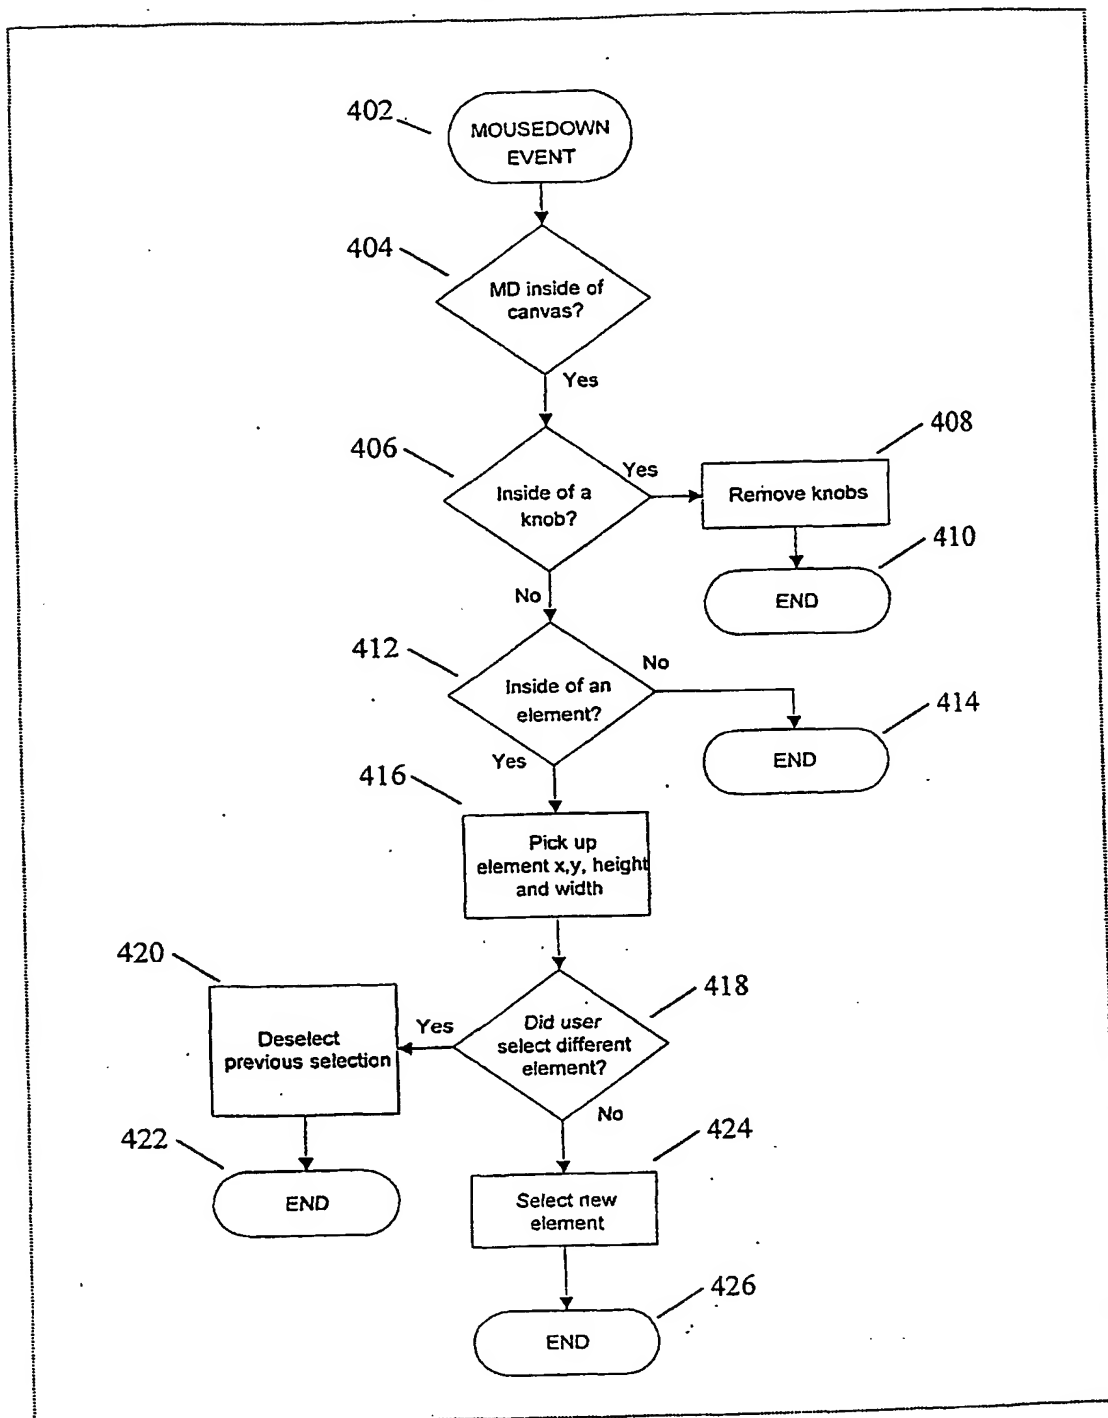 402
MOUSEDOWN
EVENT
404
MD inside of
canvas?
Yes
406
Inside of a
knob?
Yes
408
Remove knobs
410
END
No
412
Inside of an
element?
No
414
END
Yes
416
Pick up
element x,y, height
and width
418
Did user
select different
element?
Yes
420
Deselect
previous selection
422
END
No
424
Select new
element
426
END